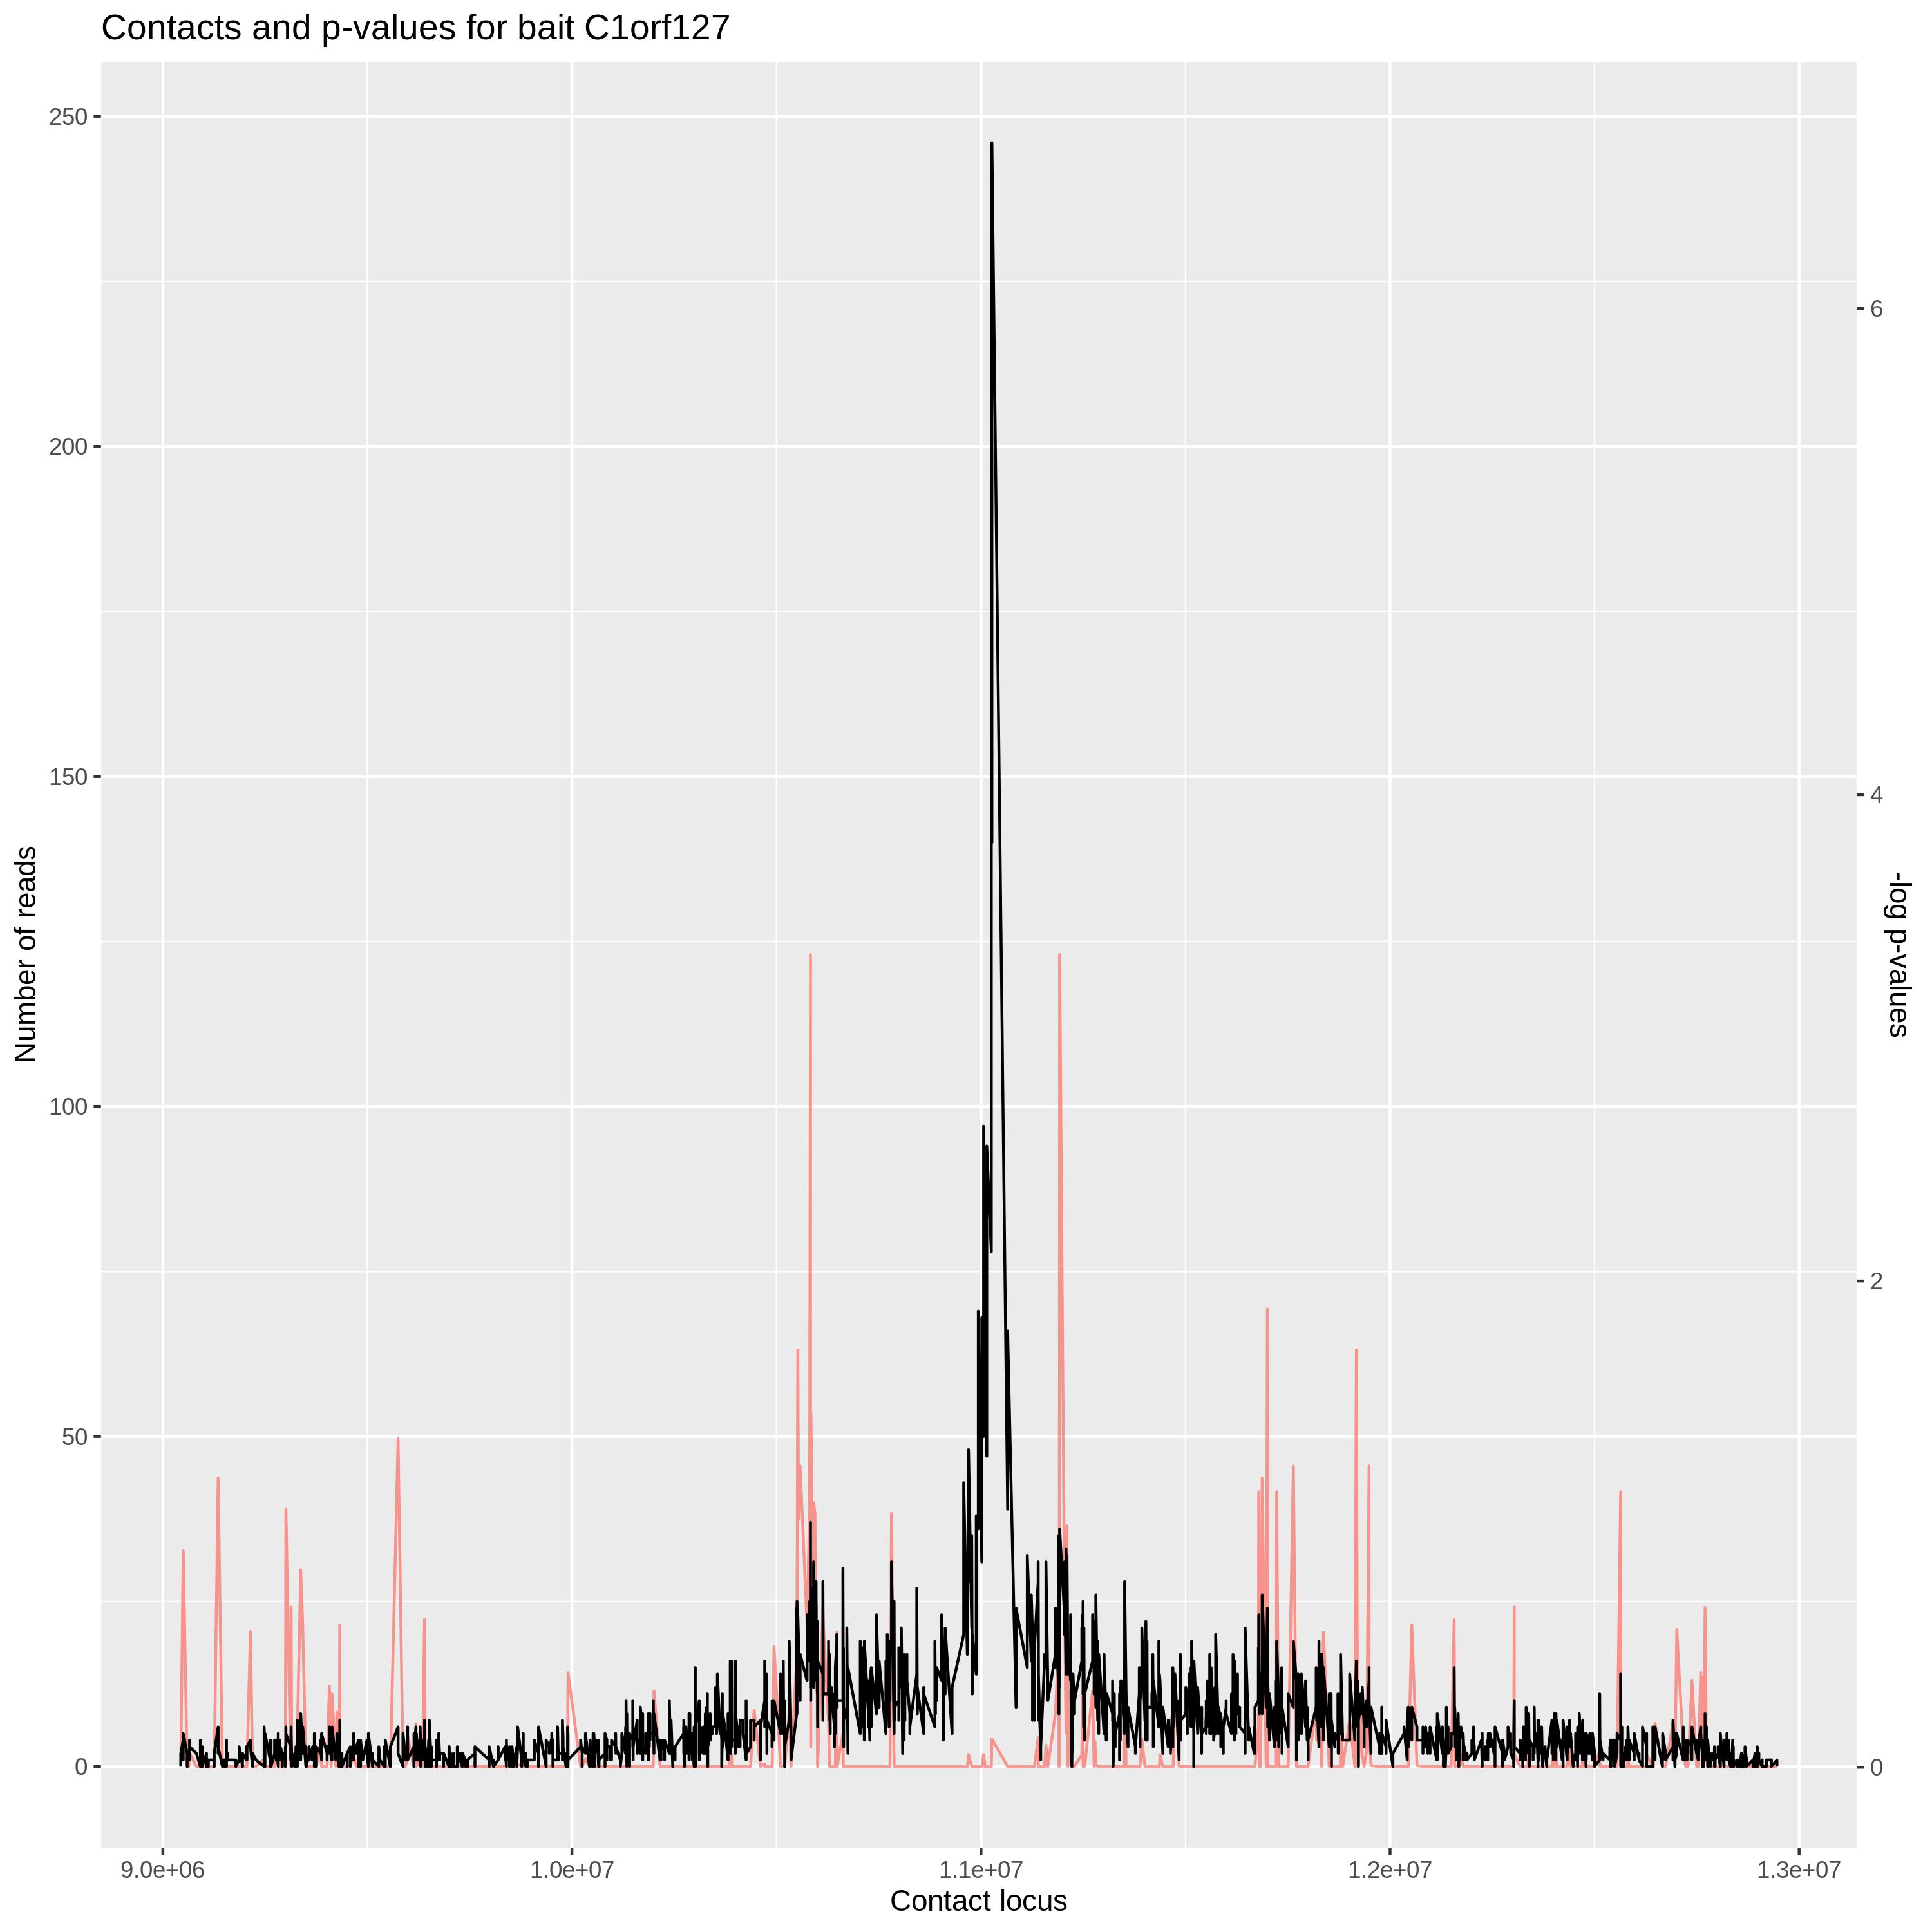 Contacts and p-values for bait C1orf127
250
200
150
100
50
0
Number of reads
6
4
2
0
-log p-values
9.0e+06
1.0e+07
1.1e+07
1.2e+07
1.3e+07
Contact locus